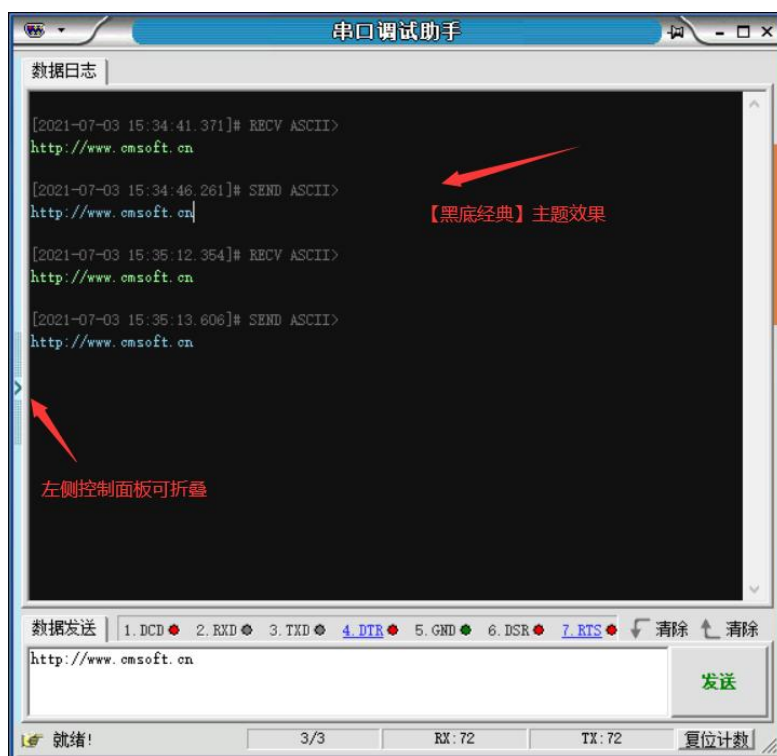 串口调试助手
数据日志
[2021-07-03 15:34:41.371]# RECV ASCII>
http://www.cmsoft.cn
[2021-07-03 15:34:46.261]# SEND ASCII>
http://www.cmsoft.cn
【黑底经典】主题效果
[2021-07-03 15:35:12.354]# RECV ASCII>
http://www.cmsoft.cn
[2021-07-03 15:35:13.606]# SEND ASCII>
http://www.cmsoft.cn
左侧控制面板可折叠
数据发送 1.DCD 2.RXD 3.TXD 4.DTR 5.GND 6.DSR 7.RTS 清除 清除
http://www.cmsoft.cn
发送
就绪! 3/3 RX:72 TX:72 复位计数